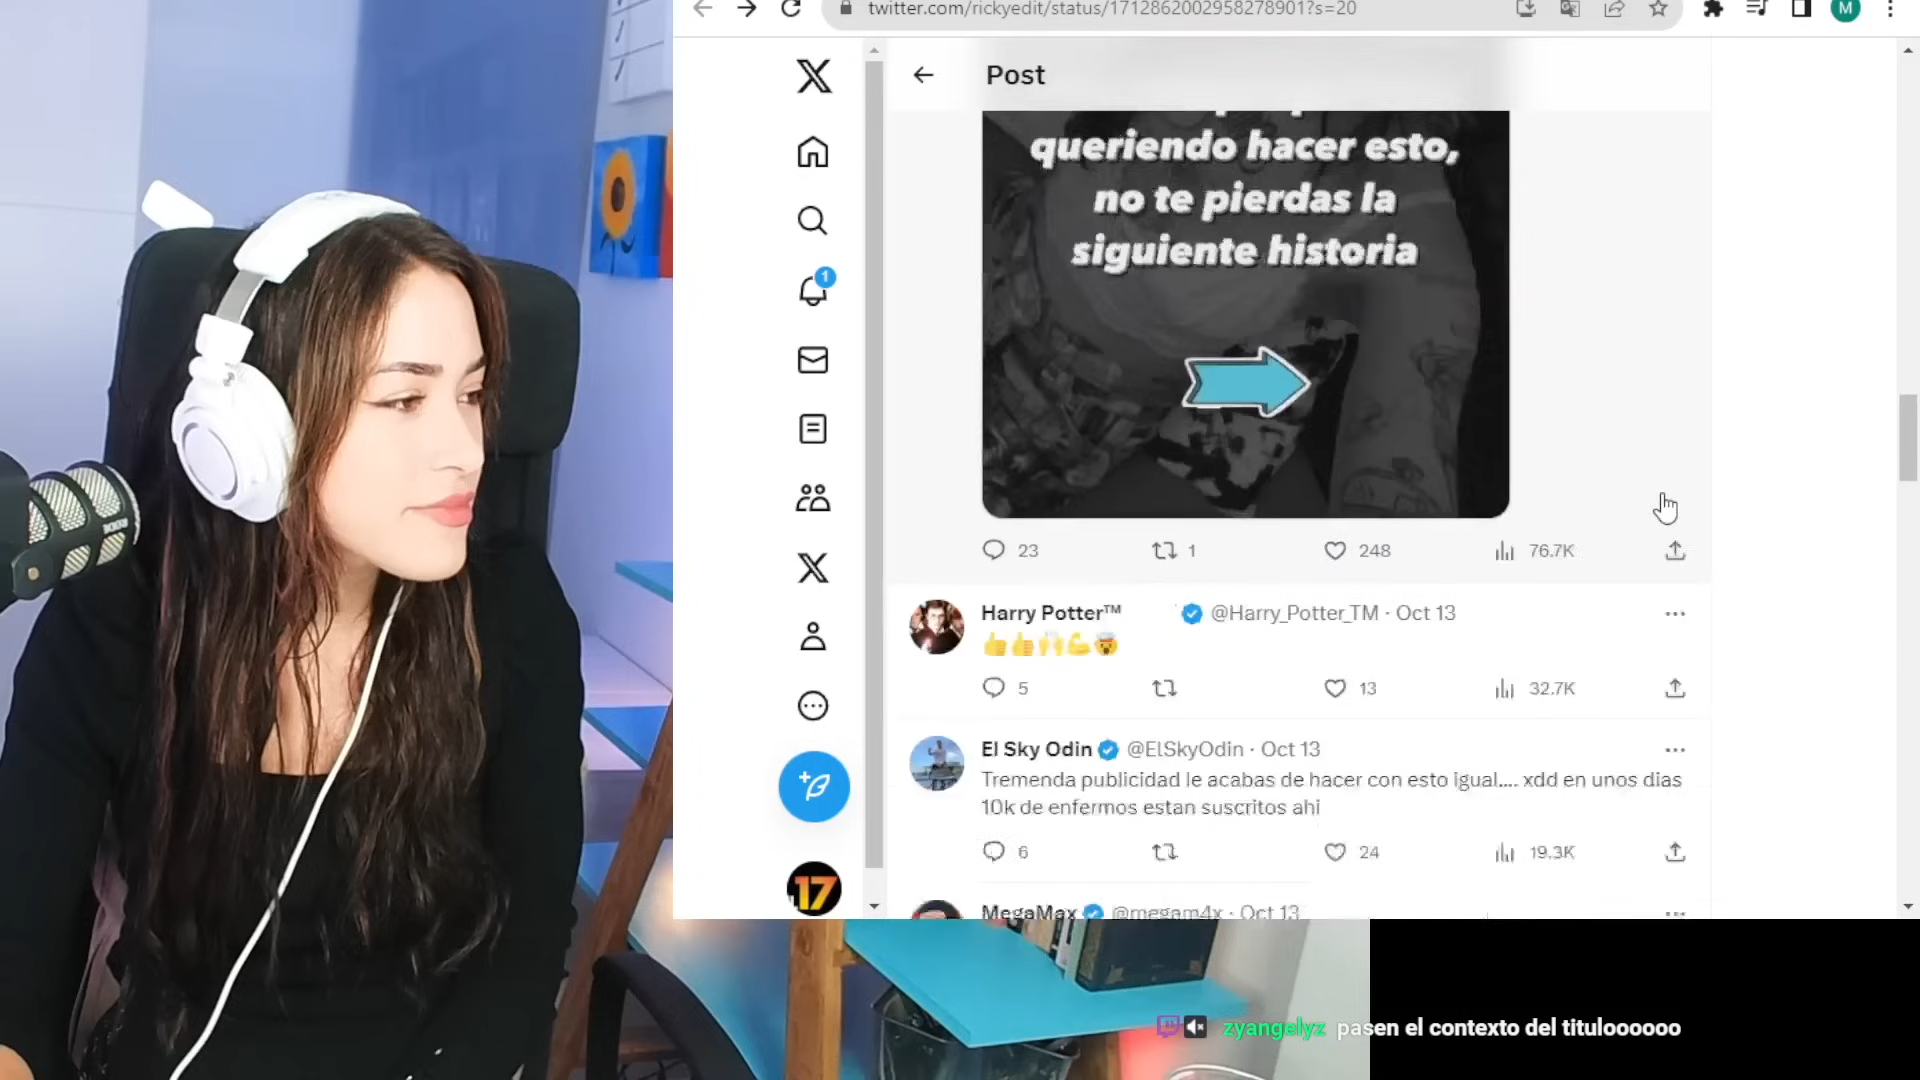 twitter.com/rickyedit/status/1712862002958278901?s=20
M
Post
queriendo hacer esto,
no te pierdas la
siguiente historia
1
23
1
248
76.7K
Harry Potter™ @Harry_Potter_TM · Oct 13
5
13
32.7K
El Sky Odin @ElSkyOdin · Oct 13
Tremenda publicidad le acabas de hacer con esto igual.... xdd en unos dias
10k de enfermos estan suscritos ahi
6
24
19.3K
17
MegaMax @megam4x · Oct 13
zyangelyz pasen el contexto del tituloooooo